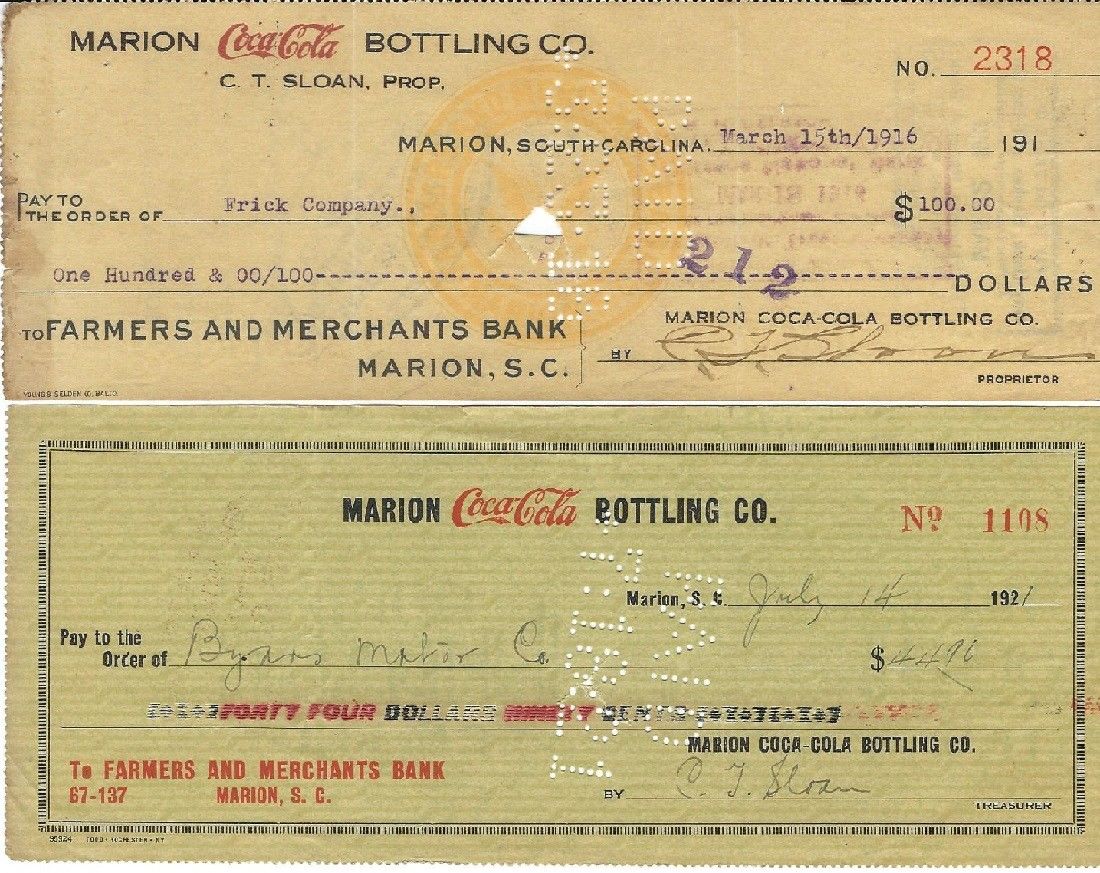 MARION Coca-Cola BOTTLING CO.
C. T. SLOAN, PROP.
NO. 2318
MARION, SOUTH CAROLINA, March 15th/1916 191
PAY TO THE ORDER OF Frick Company., $100.00
One Hundred & 00/100- DOLLARS
212
TO FARMERS AND MERCHANTS BANK
MARION, S.C.
MARION COCA-COLA BOTTLING CO.
BY C. T. Sloan
PROPRIETOR
MARION Coca-Cola BOTTLING CO.
No 1108
Marion, S. C. July 14 1921
Pay to the
Order of Byars Motor Co. $44 90
FORTY FOUR DOLLARS NINETY CENTS
MARION COCA-COLA BOTTLING CO.
To FARMERS AND MERCHANTS BANK
67-137 MARION, S. C.
BY C. T. Sloan
TREASURER